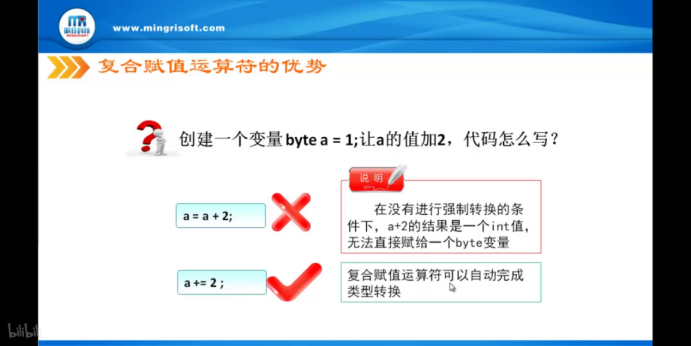 www.mingrisoft.com
复合赋值运算符的优势
创建一个变量byte a = 1;让a的值加2，代码怎么写?
说 明
a = a + 2;
在没有进行强制转换的条
件下，a+2的结果是一个int值，
无法直接赋给一个byte变量
a += 2 ;
复合赋值运算符可以自动完成
类型转换